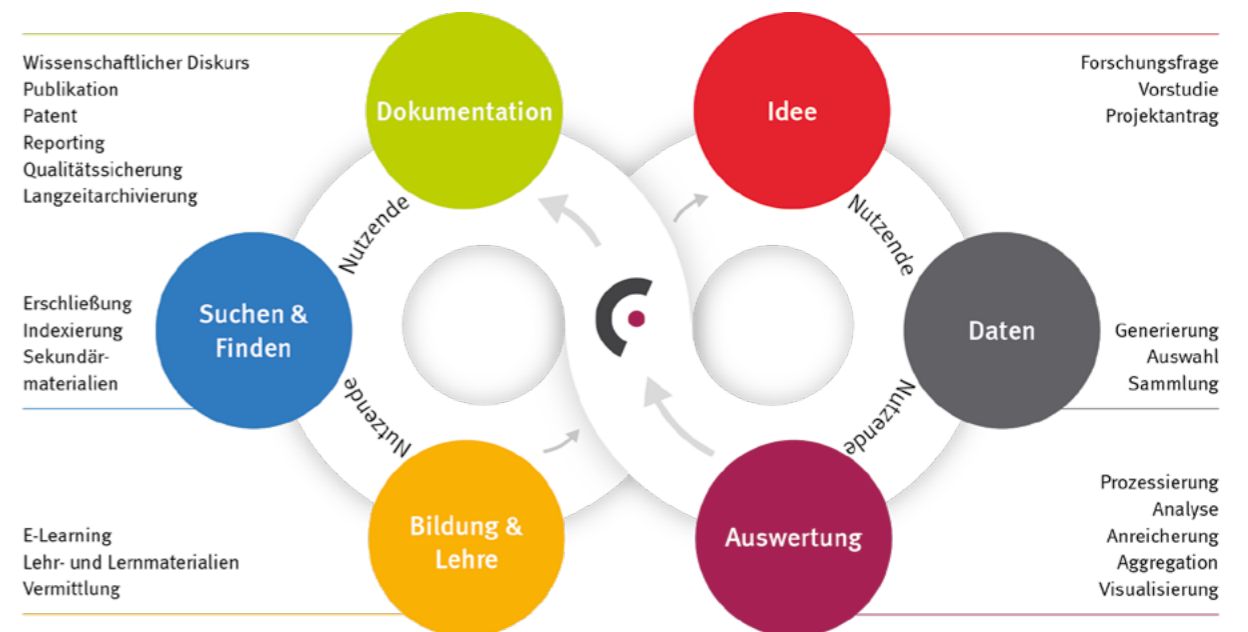 Wissenschaftlicher Diskurs
Publikation
Patent
Reporting
Qualitätssicherung
Langzeitarchivierung
Dokumentation
Idee
Forschungsfrage
Vorstudie
Projektantrag
Nutzende
Nutzende
Erschließung
Indexierung
Sekundär-
materialien
Suchen &
Finden
Daten
Generierung
Auswahl
Sammlung
Nutzende
Nutzende
E-Learning
Lehr- und Lernmaterialien
Vermittlung
Bildung &
Lehre
Auswertung
Prozessierung
Analyse
Anreicherung
Aggregation
Visualisierung